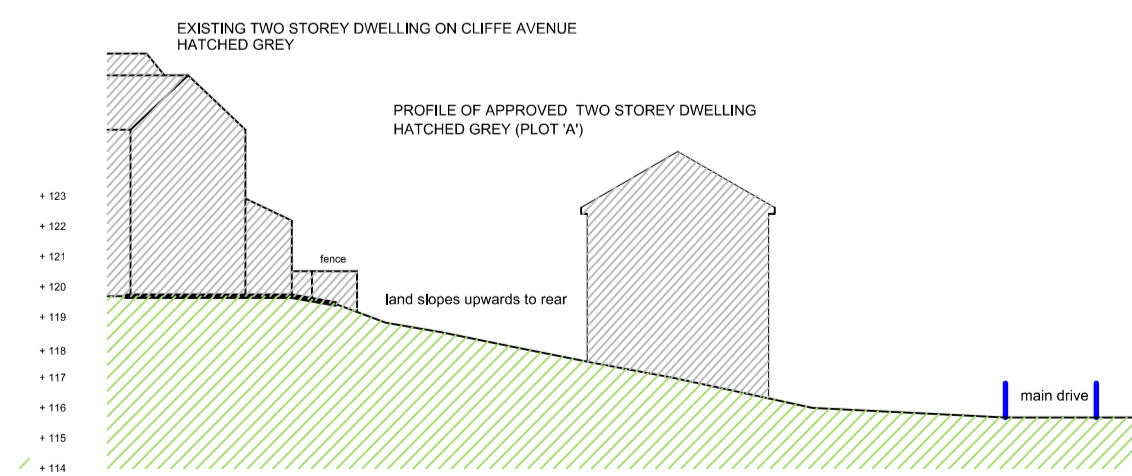 EXISTING TWO STOREY DWELLING ON CLIFFE AVENUE
HATCHED GREY
PROFILE OF APPROVED TWO STOREY DWELLING
HATCHED GREY (PLOT 'A')
+ 123
+ 122
+ 121
fence
+ 120
land slopes upwards to rear
+ 119
+ 118
+ 117
main drive
+ 116
+ 115
+ 114